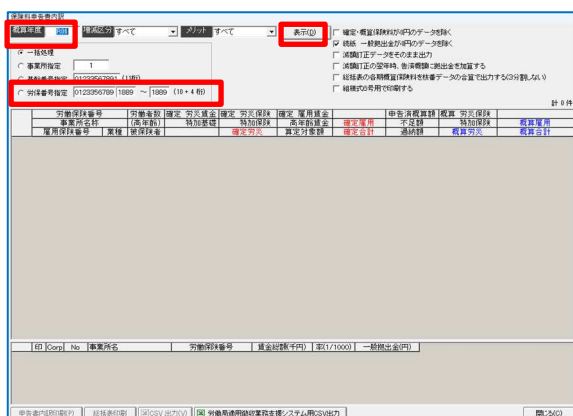 保険料申告書内訳
概算年度 増減区分 すべて メリット すべて 表示(D)
確定・概算保険料が0円のデータを除く
続紙 一般拠出金が0円のデータを除く
減額訂正データをそのまま出力
減額訂正の翌年時、告済概額に拠出金を加算する
総括表の各期概算保険料を枝番データの合算で出力する(3分割しない)
組様式5号用で印刷する
一括処理
事業所指定 1
基幹番号指定 01233567891 (11桁)
労保番号指定 0123356789 1889 ～ 1889 (10+4桁)
計 0 件
労働保険番号 労働者数 確定 労災賃金 確定 労災保険 確定 雇用賃金 申告済概算額 概算 労災保険
事業所名称 (高年齢) 特加基礎 特加保険 高年齢賃金 確定雇用 不足額 特加保険 概算雇用
雇用保険番号 業種 被保険者 確定労災 算定対象額 確定合計 過納額 概算労災 概算合計
印 Corp No 事業所名 労働保険番号 賃金総額(千円) 率(1/1000) 一般拠出金(円)
申告書内訳印刷(P) 総括表印刷 CSV 出力(V) 労働局適用徴収業務支援システム用CSV出力 閉じる(C)